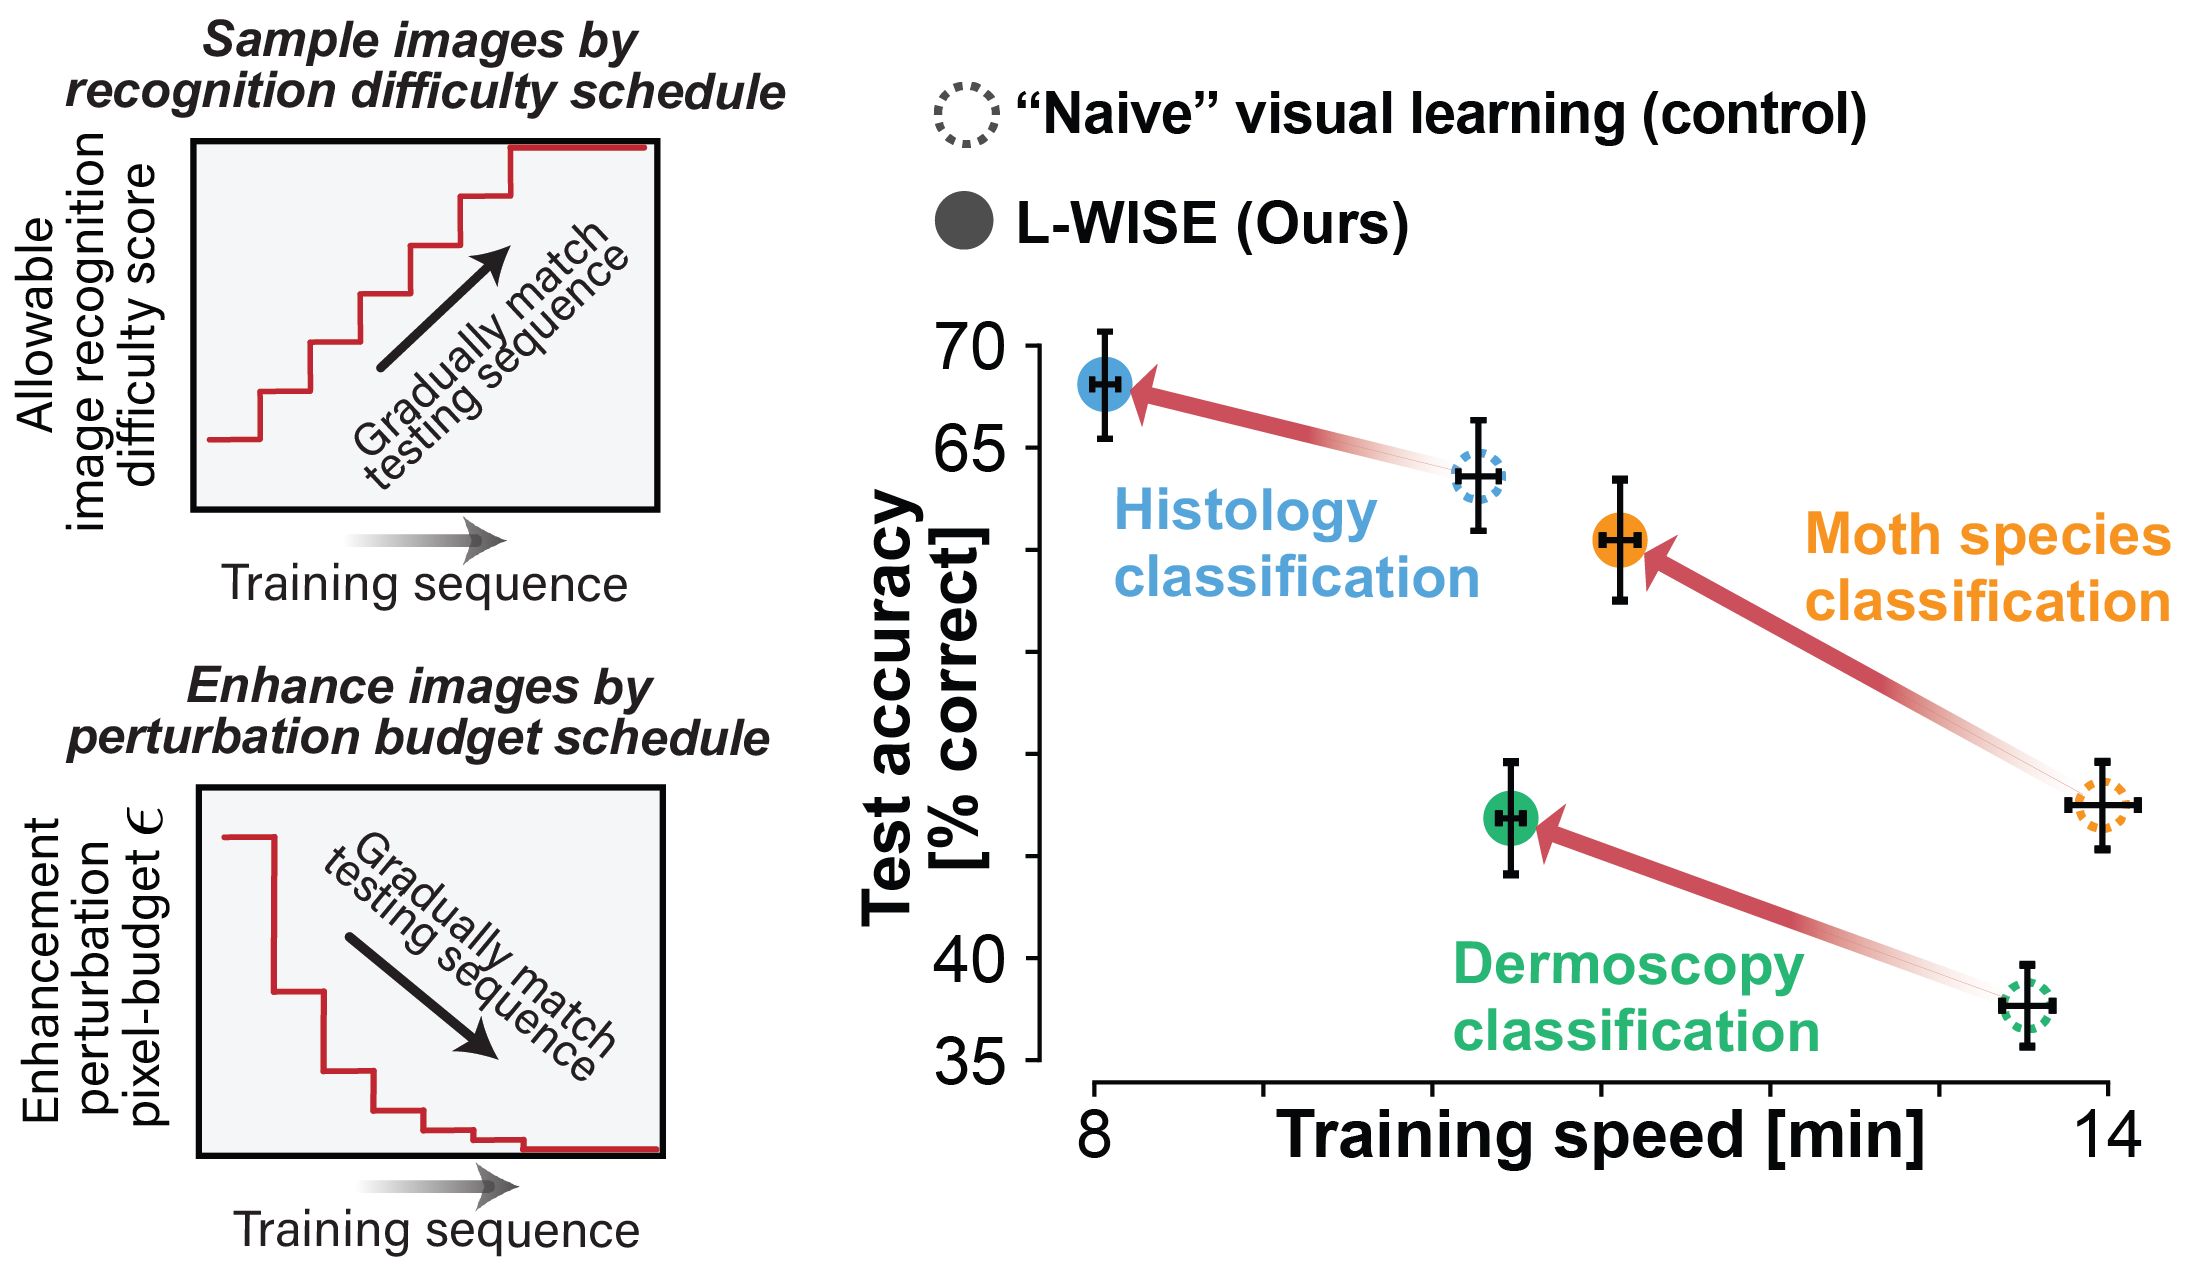 Sample images by
recognition difficulty schedule
Allowable
image recognition
difficulty score
Gradually match
testing sequence
Training sequence
Enhance images by
perturbation budget schedule
Enhancement
perturbation
pixel-budget ϵ
Gradually match
testing sequence
Training sequence
“Naive” visual learning (control)
L-WISE (Ours)
Test accuracy
[% correct]
70
65
40
35
Histology
classification
Moth species
classification
Dermoscopy
classification
8
Training speed [min]
14